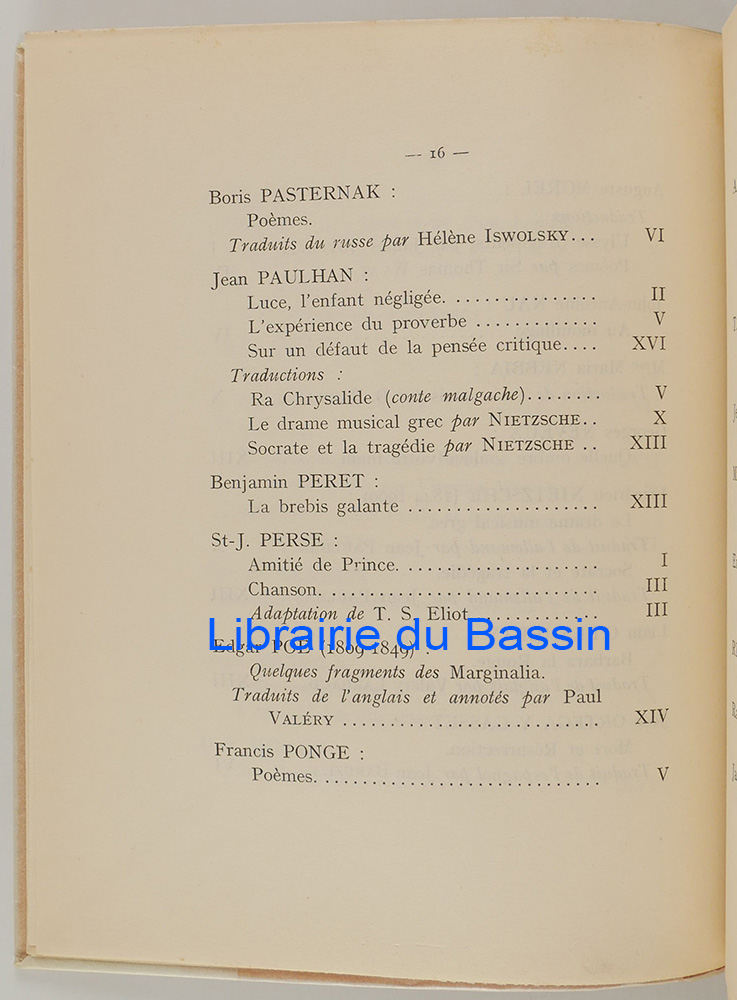 — 16 —
Boris PASTERNAK :
Poèmes.
Traduits du russe par Hélène ISWOLSKY... VI
Jean PAULHAN :
Luce, l'enfant négligée. ............... II
L'expérience du proverbe ............. V
Sur un défaut de la pensée critique.... XVI
Traductions :
Ra Chrysalide (conte malgache)........ V
Le drame musical grec par NIETZSCHE.. X
Socrate et la tragédie par NIETZSCHE .. XIII
Benjamin PERET :
La brebis galante .................... XIII
St-J. PERSE :
Amitié de Prince. .................... I
Chanson. ............................ III
Adaptation de T. S. Eliot ............. III
Librairie du Bassin
Edgar POE (1809-1849) :
Quelques fragments des Marginalia.
Traduits de l'anglais et annotés par Paul
VALÉRY .......................... XIV
Francis PONGE :
Poèmes. ............................. V